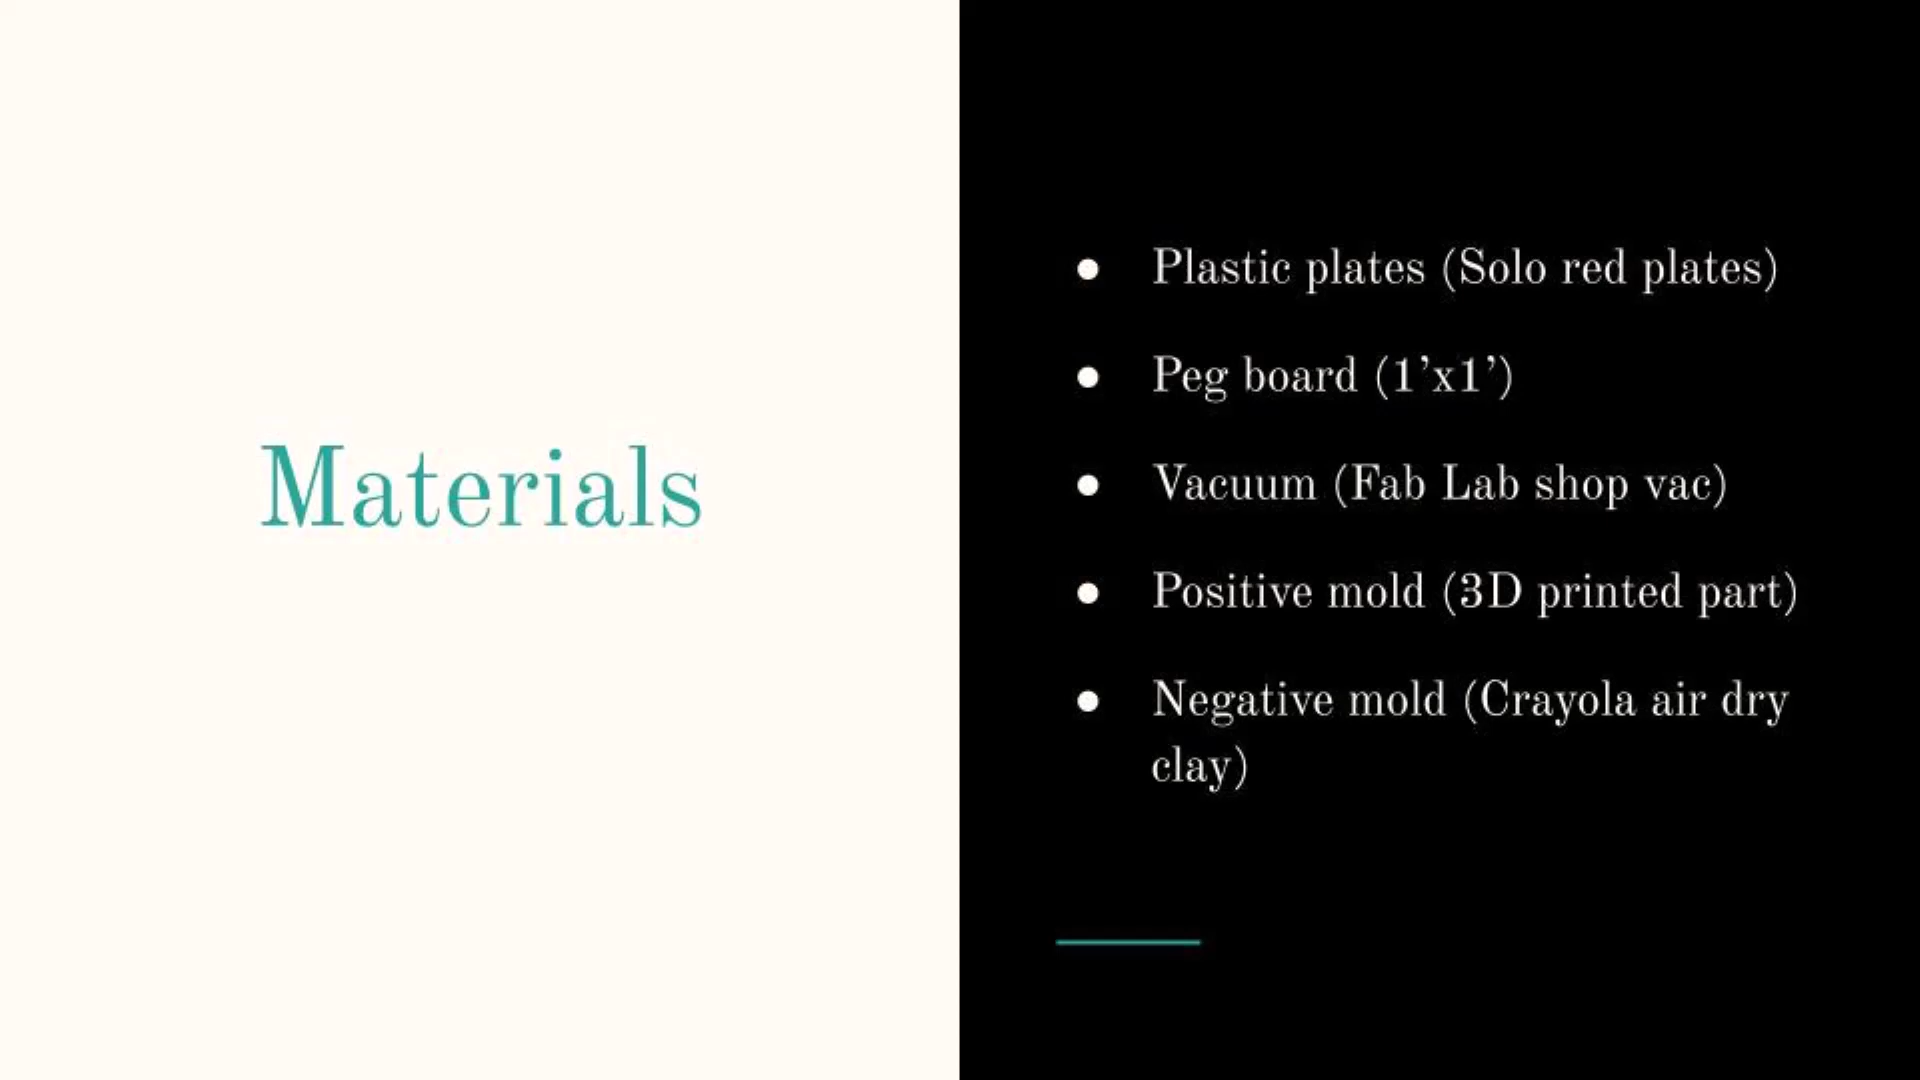 Materials
● Plastic plates (Solo red plates)
● Peg board (1’x1’)
● Vacuum (Fab Lab shop vac)
● Positive mold (3D printed part)
● Negative mold (Crayola air dry
clay)